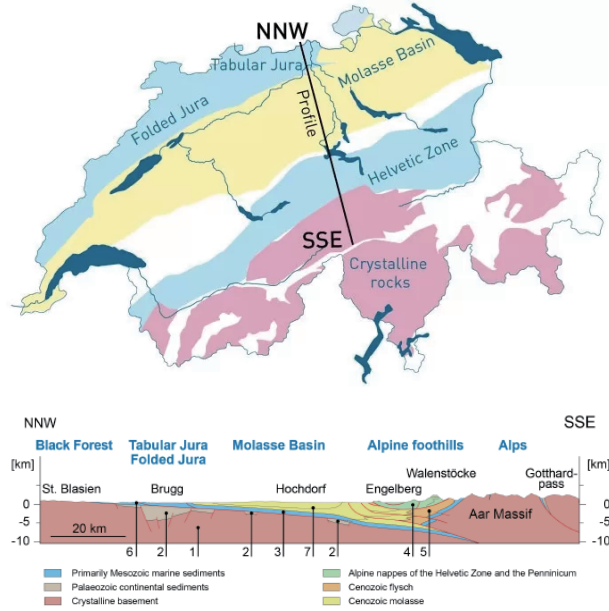 NNW
Tabular Jura
Molasse Basin
Folded Jura
Profile
Helvetic Zone
SSE
Crystalline
rocks
NNW SSE
Black Forest Tabular Jura Molasse Basin Alpine foothills Alps
Folded Jura
[km] Walenstöcke Gotthard- [km]
St. Blasien Brugg Hochdorf Engelberg pass
0 0
-5 Aar Massif -5
-10 20 km -10
6 2 1 2 3 7 2 4 5
Primarily Mesozoic marine sediments Alpine nappes of the Helvetic Zone and the Penninicum
Palaeozoic continental sediments Cenozoic flysch
Crystalline basement Cenozoic molasse